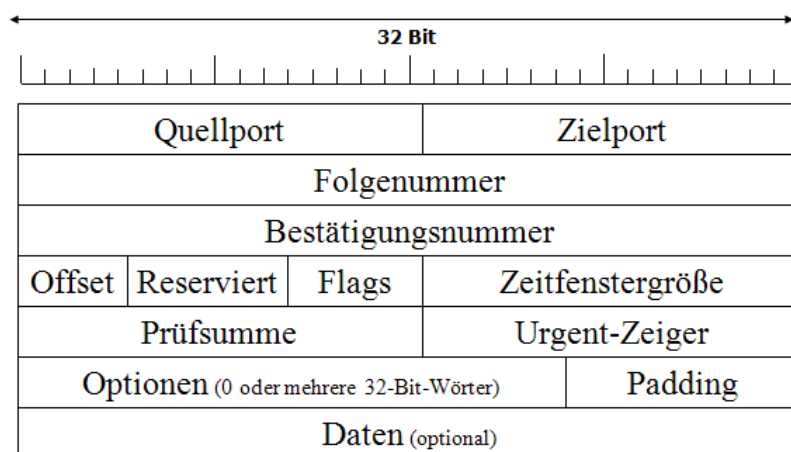 32 Bit
Quellport Zielport
Folgenummer
Bestätigungsnummer
Offset Reserviert Flags Zeitfenstergröße
Prüfsumme Urgent-Zeiger
Optionen (0 oder mehrere 32-Bit-Wörter) Padding
Daten (optional)